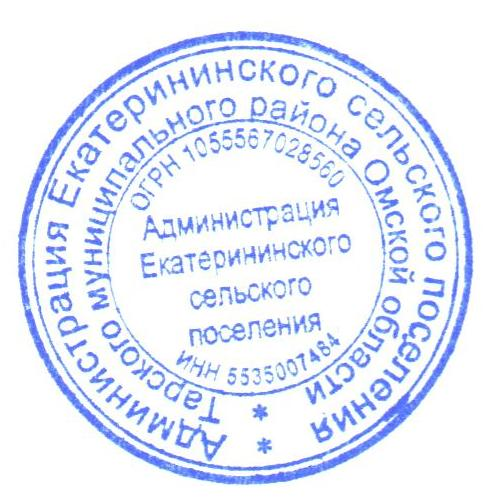 Администрация Екатерининского сельского поселения *
Тарского муниципального района Омской области *
ОГРН 1055567028560
Администрация
Екатерининского
сельского
поселения
ИНН 5535007484